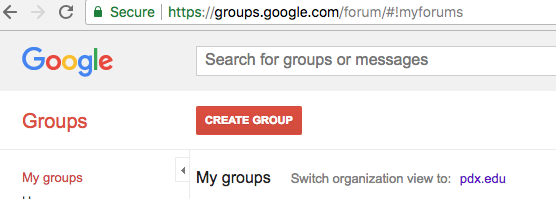 Secure https://groups.google.com/forum/#!myforums
Google
Search for groups or messages
Groups
CREATE GROUP
My groups
My groups Switch organization view to: pdx.edu